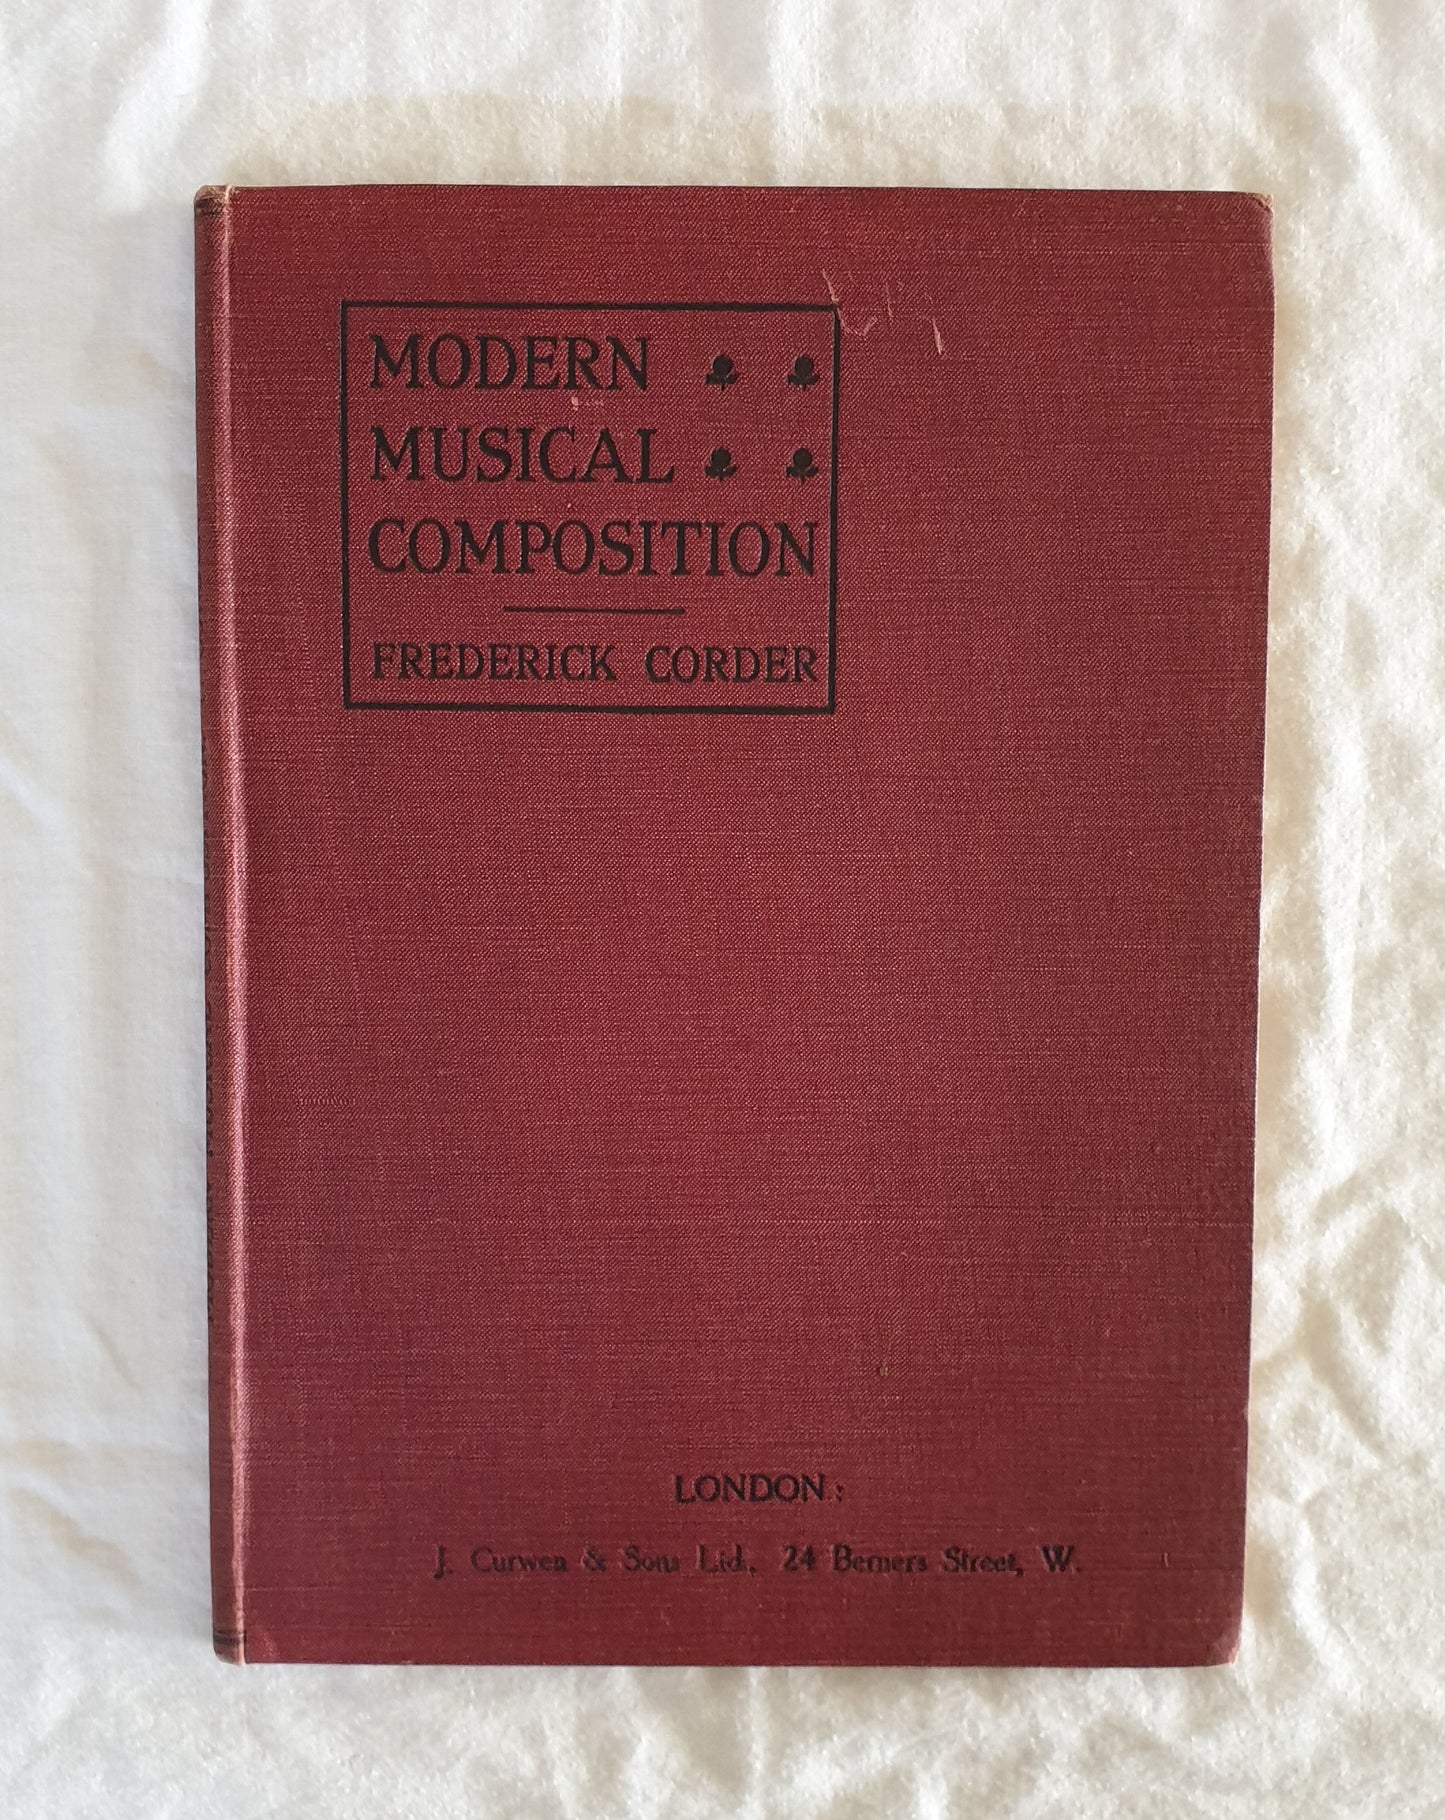 MODERN
MUSICAL
COMPOSITION
FREDERICK CORDER
LONDON:
J. Curwen & Sons Ltd., 24 Berners Street, W.